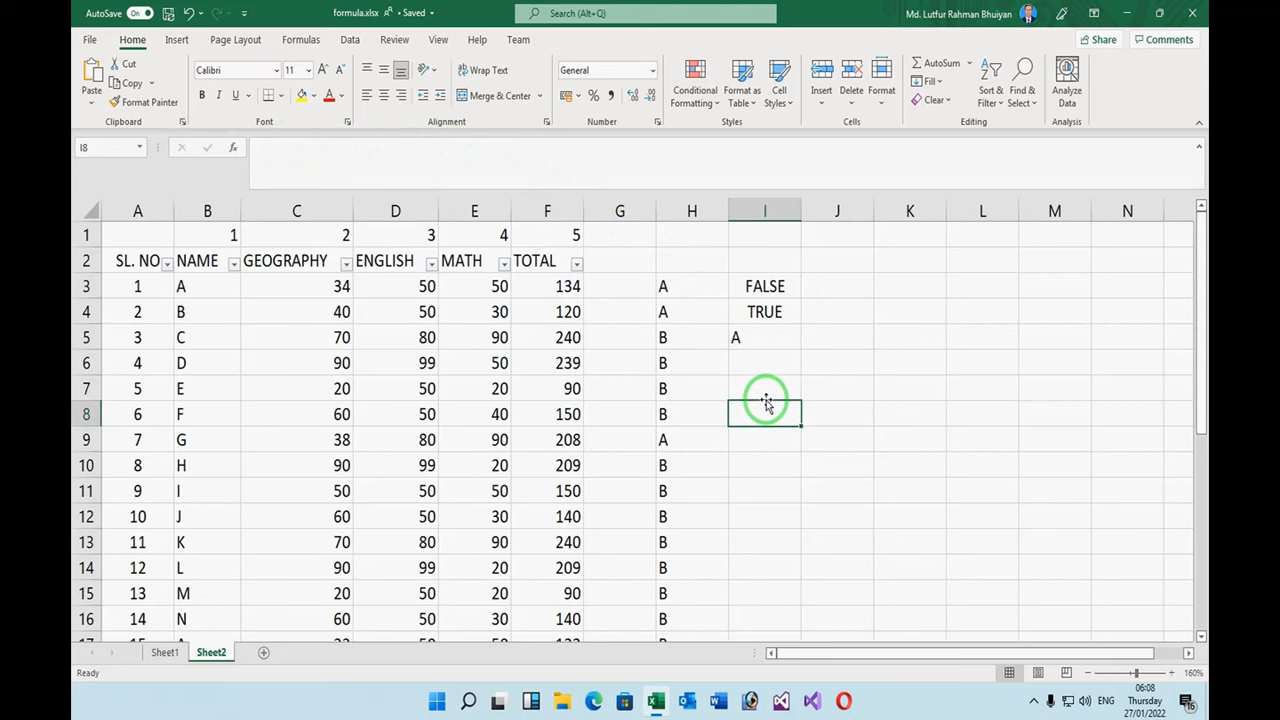 AutoSave On formula.xlsx • Saved Search (Alt+Q) Md. Lutfur Rahman Bhuiyan
File Home Insert Page Layout Formulas Data Review View Help Team Share Comments
Paste Cut Copy Format Painter
Clipboard
Calibri 11
B I U
Font
Wrap Text
Merge & Center
Alignment
General
Number
Conditional Formatting Format as Table Cell Styles
Styles
Insert Delete Format
Cells
AutoSum Fill Clear Sort & Filter Find & Select
Editing
Analyze Data
Analysis
I8 fx
A B C D E F G H I J K L M N
1 1 2 3 4 5
2 SL. NO NAME GEOGRAPHY ENGLISH MATH TOTAL
3 1 A 34 50 50 134 A FALSE
4 2 B 40 50 30 120 A TRUE
5 3 C 70 80 90 240 B A
6 4 D 90 99 50 239 B
7 5 E 20 50 20 90 B
8 6 F 60 50 40 150 B
9 7 G 38 80 90 208 A
10 8 H 90 99 20 209 B
11 9 I 50 50 50 150 B
12 10 J 60 50 30 140 B
13 11 K 70 80 90 240 B
14 12 L 90 99 20 209 B
15 13 M 20 50 20 90 B
16 14 N 60 50 30 140 B
Sheet1 Sheet2
Ready 160%
ENG 06:08
Thursday
27/01/2022